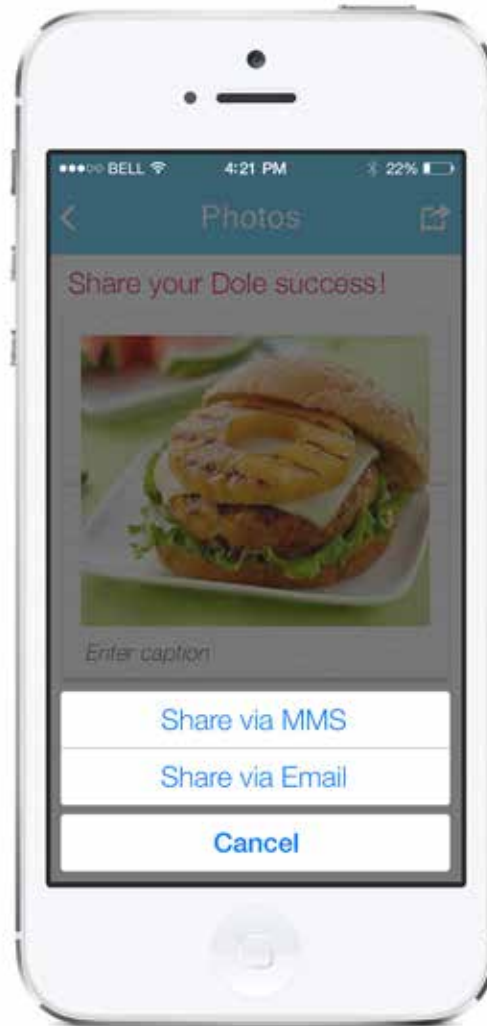 BELL 4:21 PM 22%
Photos
Share your Dole success!
Enter caption
Share via MMS
Share via Email
Cancel